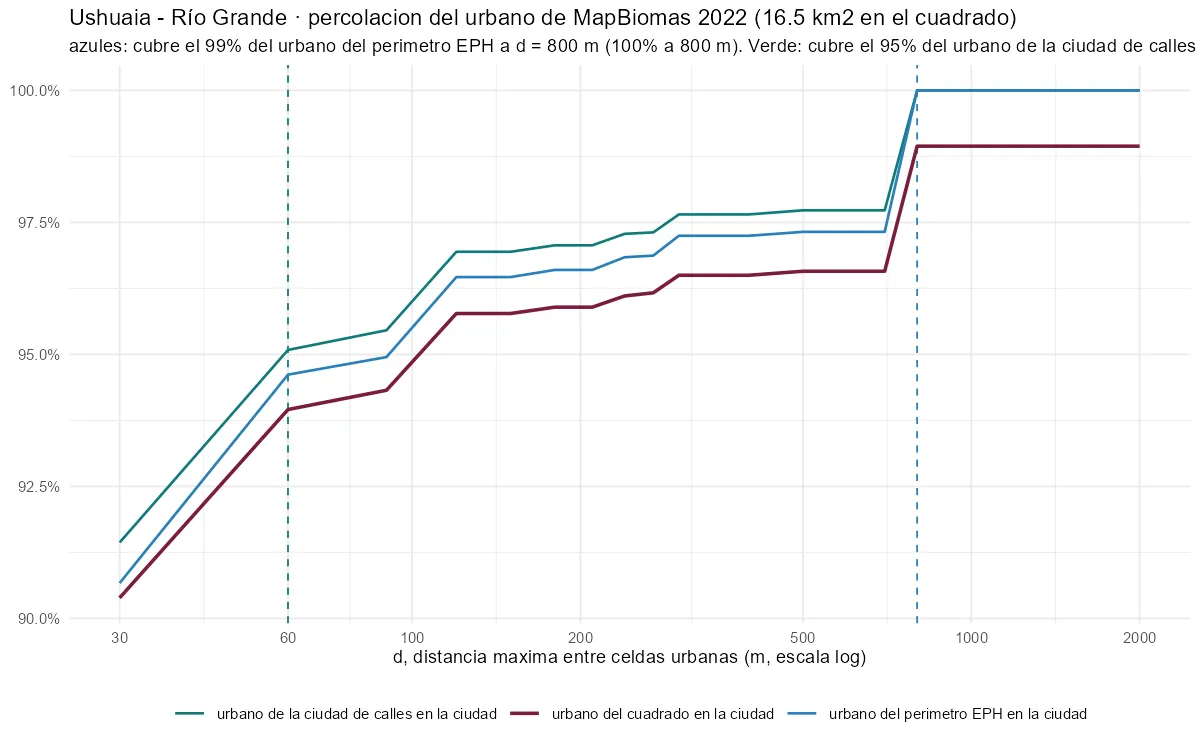 Ushuaia - Río Grande · percolacion del urbano de MapBiomas 2022 (16.5 km2 en el cuadrado)
azules: cubre el 99% del urbano del perimetro EPH a d = 800 m (100% a 800 m). Verde: cubre el 95% del urbano de la ciudad de calles
100.0%
97.5%
95.0%
92.5%
90.0%
30 60 100 200 500 1000 2000
d, distancia maxima entre celdas urbanas (m, escala log)
urbano de la ciudad de calles en la ciudad urbano del cuadrado en la ciudad urbano del perimetro EPH en la ciudad